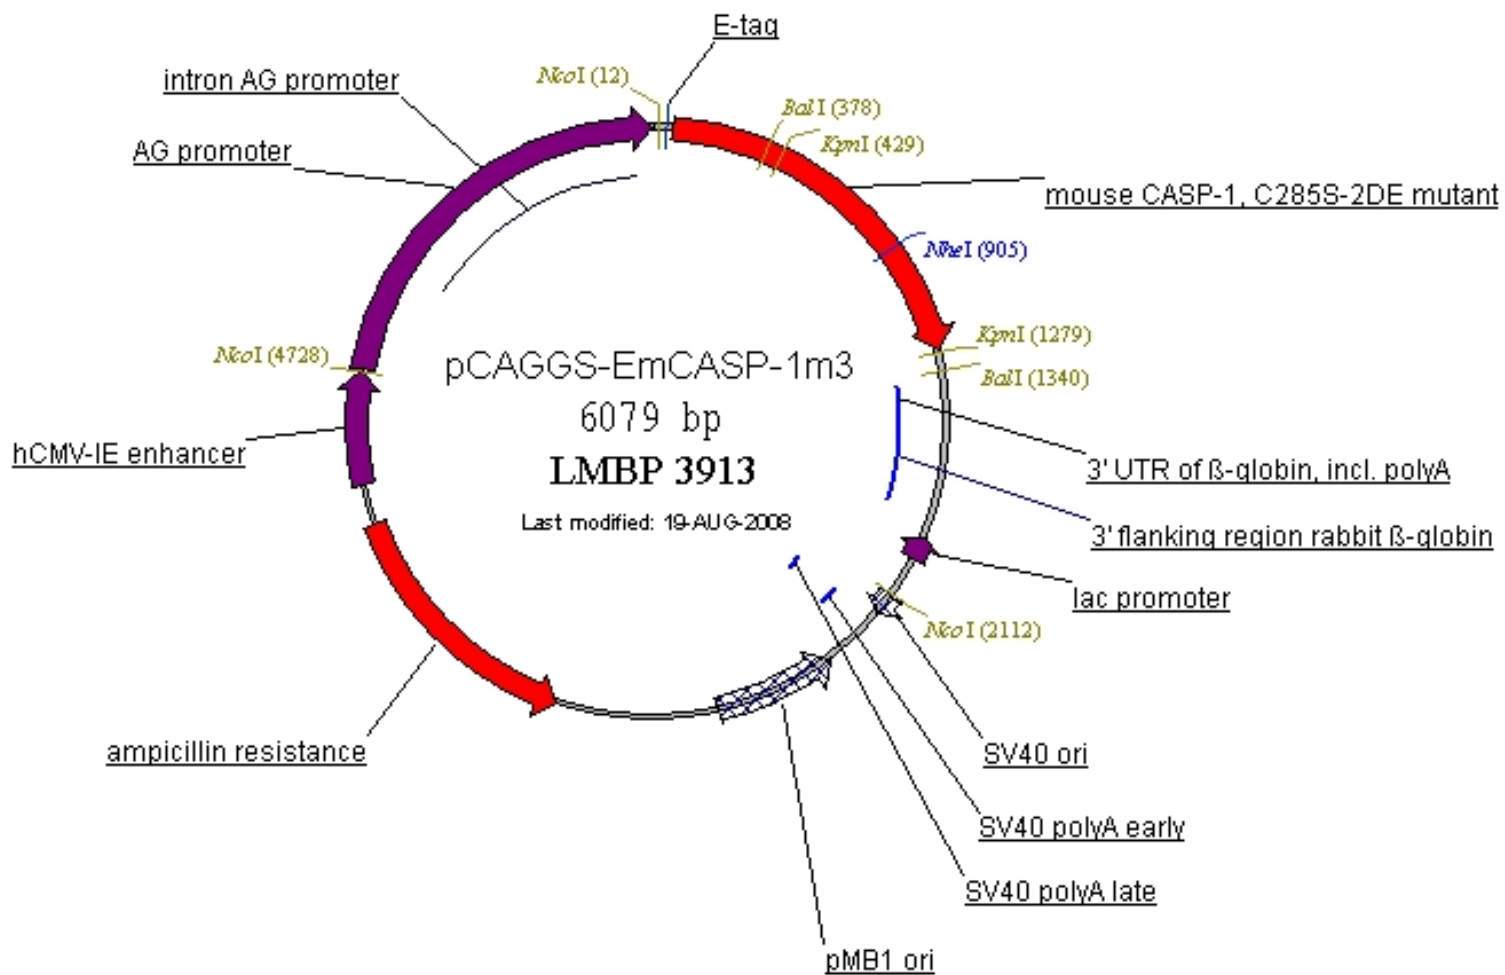 E-tag
NcoI (12)
intron AG promoter
BalI (378)
KpnI (429)
AG promoter
mouse CASP-1, C285S-2DE mutant
NheI (905)
KpnI (1279)
NcoI (4728)
pCAGGS-EmCASP-1m3
BalI (1340)
6079 bp
hCMV-IE enhancer
LMBP 3913
3' UTR of ß-globin, incl. polyA
Last modified: 19-AUG-2008
3' flanking region rabbit ß-globin
lac promoter
NcoI (2112)
ampicillin resistance
SV40 ori
SV40 polyA early
SV40 polyA late
pMB1 ori